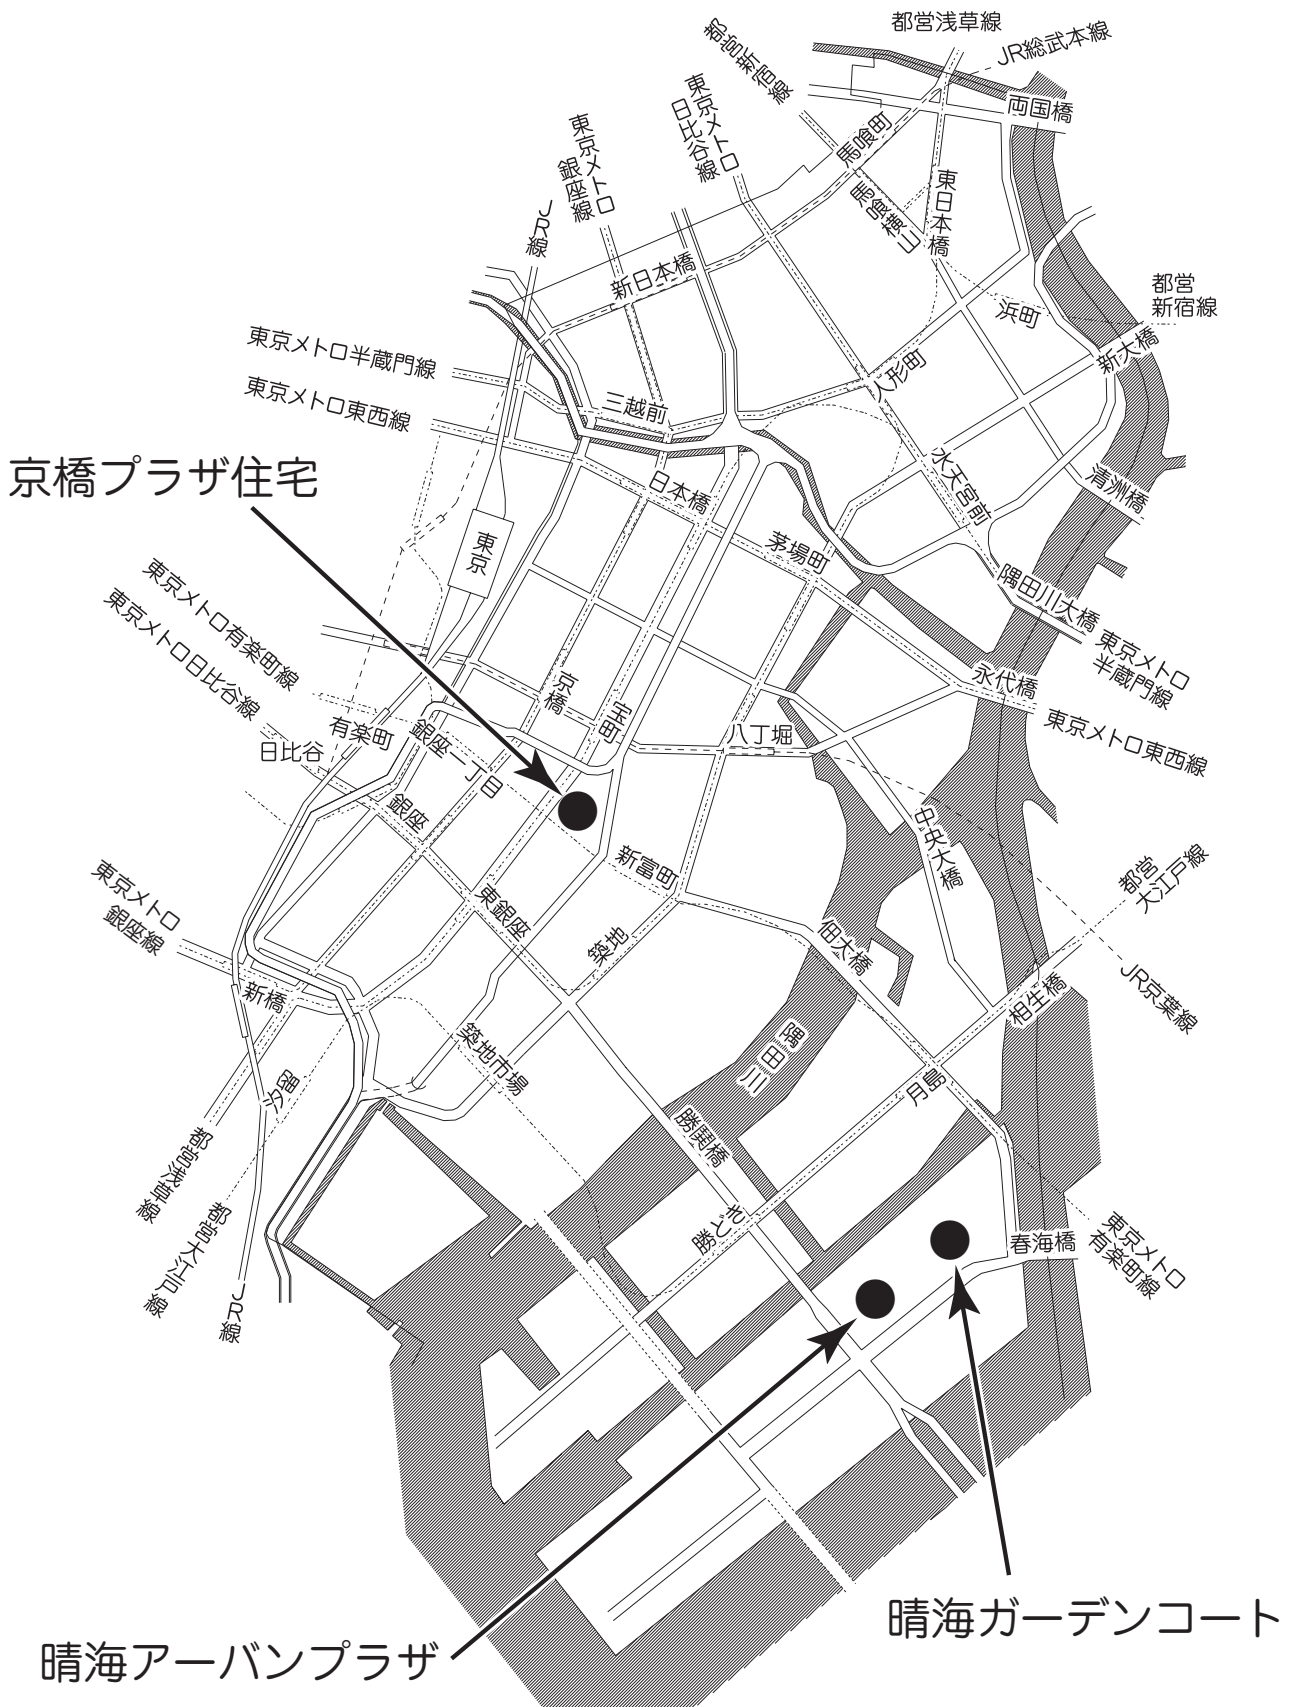 都営浅草線
JR総武本線
都営新宿線
両国橋
東京メトロ
日比谷線
東京メトロ
銀座線
馬喰町
馬喰横山
東日本橋
JR線
新日本橋
浜町
都営
新宿線
新大橋
東京メトロ半蔵門線
東京メトロ東西線
三越前
人形町
水天宮前
清洲橋
京橋プラザ住宅
日本橋
東京
茅場町
隅田川大橋
東京メトロ
半蔵門線
永代橋
東京メトロ東西線
東京メトロ有楽町線
東京メトロ日比谷線
京橋
宝町
八丁堀
有楽町
日比谷
銀座一丁目
銀座
新富町
中央大橋
都営
大江戸線
東京メトロ
銀座線
東銀座
築地
佃大橋
JR京葉線
相生橋
新橋
築地市場
隅田川
月島
汐留
勝鬨橋
都営浅草線
都営大江戸線
JR線
勝どき
春海橋
東京メトロ
有楽町線
晴海ガーデンコート
晴海アーバンプラザ